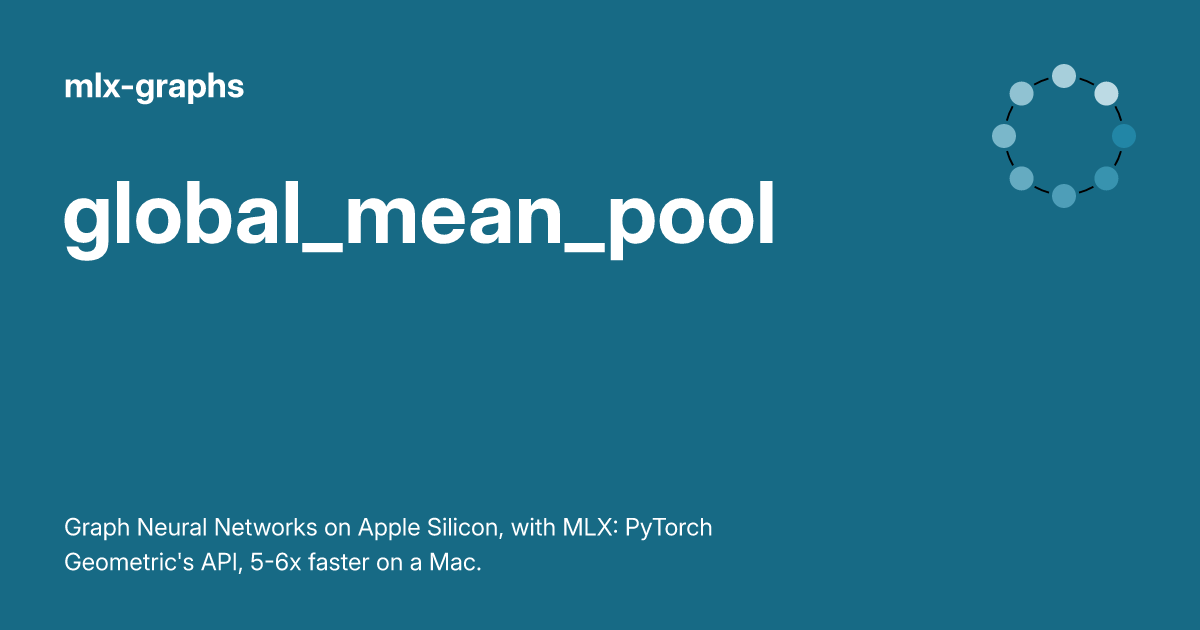 mlx-graphs
global_mean_pool
Graph Neural Networks on Apple Silicon, with MLX: PyTorch
Geometric's API, 5-6x faster on a Mac.